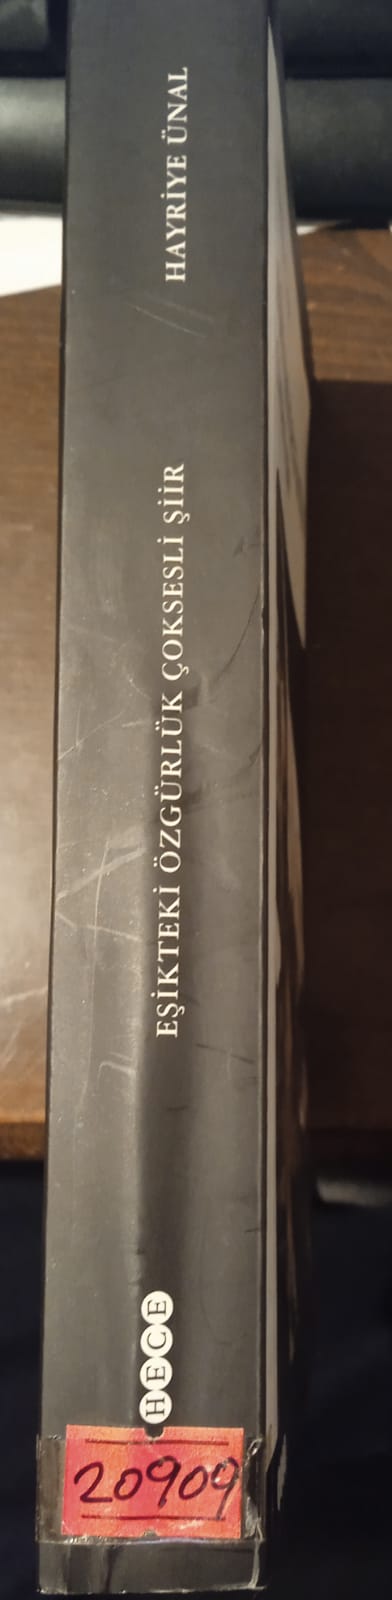 HAYRİYE ÜNAL
EŞİKTEKİ ÖZGÜRLÜK ÇOKSESLİ ŞİİR
HECE
20909